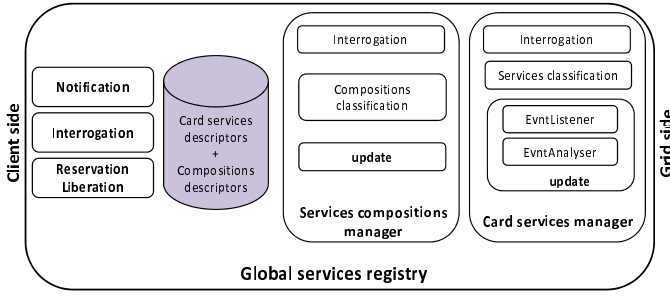 Client side
Notification
Interrogation
Reservation
Liberation
Card services
descriptors
+
Compositions
descriptors
Interrogation
Compositions
classification
update
Services compositions
manager
Interrogation
Services classification
EvntListener
EvntAnalyser
update
Card services manager
Grid side
Global services registry